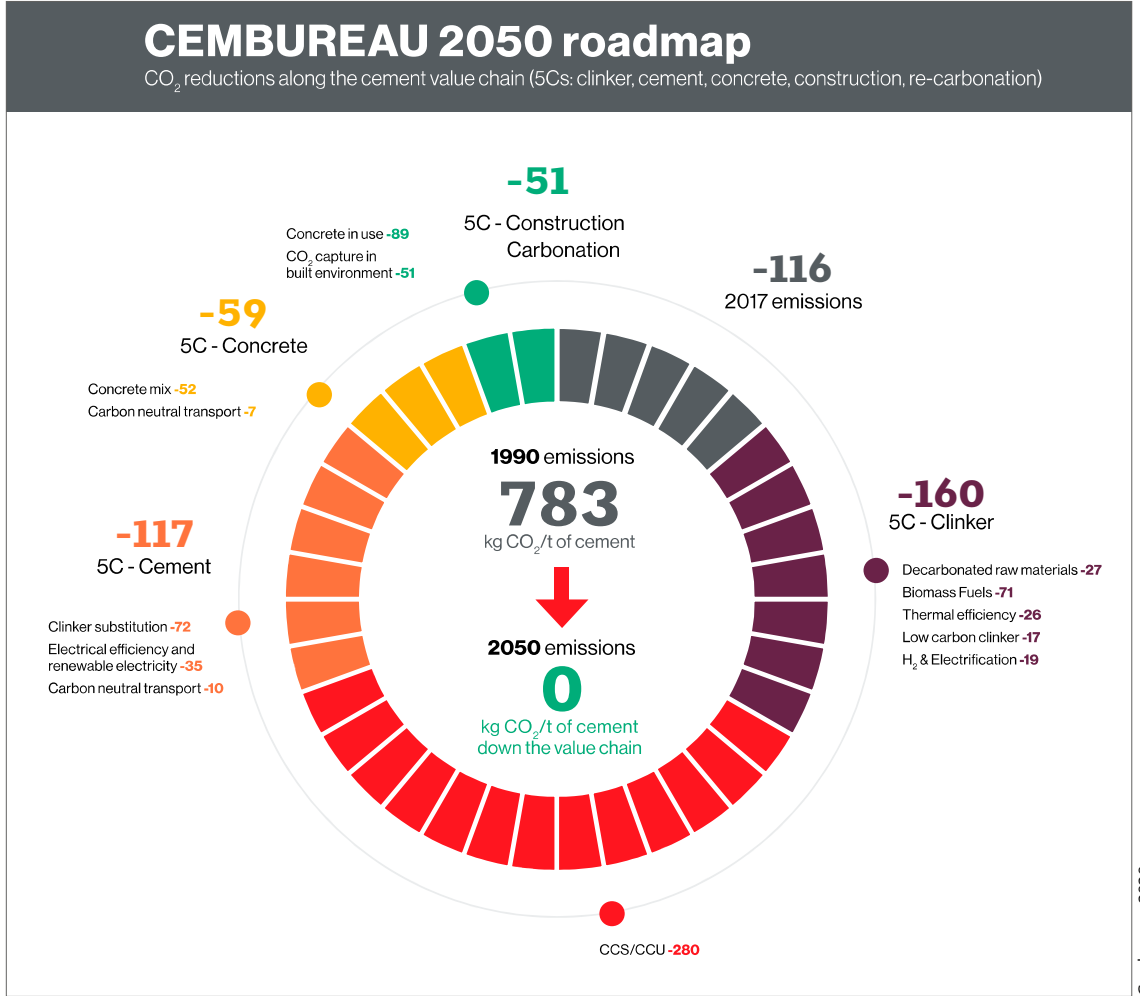 CEMBUREAU 2050 roadmap
CO₂ reductions along the cement value chain (5Cs: clinker, cement, concrete, construction, re-carbonation)
-51
5C - Construction
Carbonation
Concrete in use -89
CO₂ capture in
built environment -51
-116
2017 emissions
-59
5C - Concrete
Concrete mix -52
Carbon neutral transport -7
1990 emissions
783
kg CO₂/t of cement
2050 emissions
0
kg CO₂/t of cement
down the value chain
-160
5C - Clinker
Decarbonated raw materials -27
Biomass Fuels -71
Thermal efficiency -26
Low carbon clinker -17
H₂ & Electrification -19
-117
5C - Cement
Clinker substitution -72
Electrical efficiency and
renewable electricity -35
Carbon neutral transport -10
CCS/CCU -280